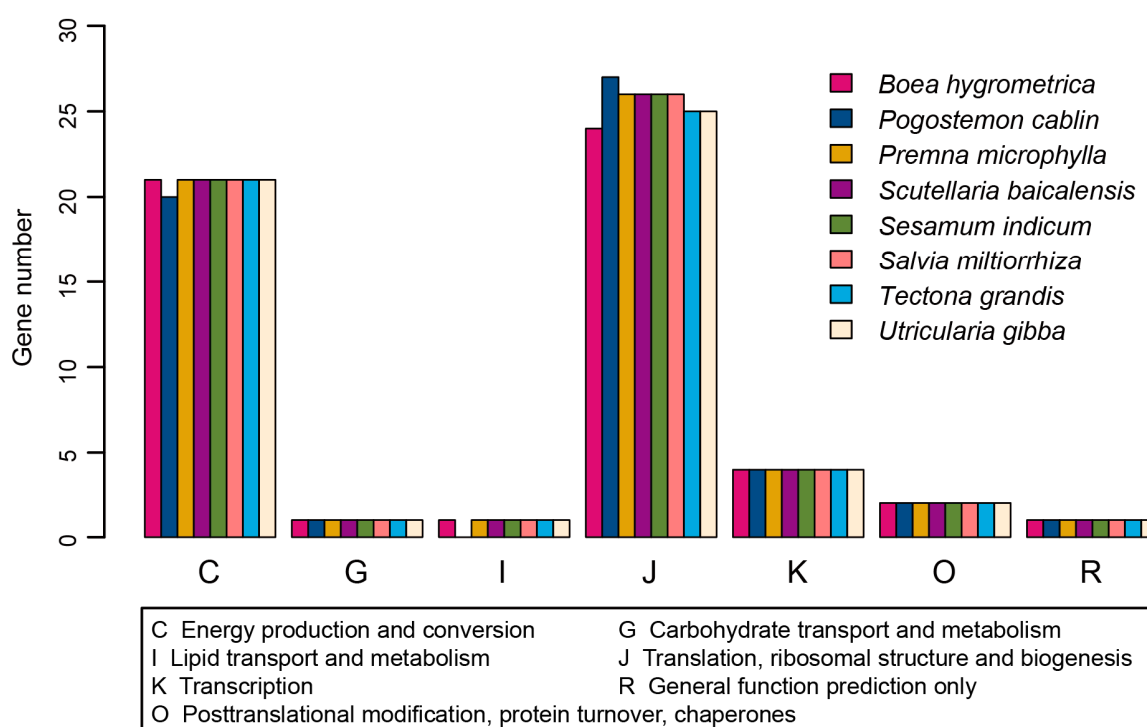 30
25
20
15
10
5
0
Gene number
Boea hygrometrica
Pogostemon cablin
Premna microphylla
Scutellaria baicalensis
Sesamum indicum
Salvia miltiorrhiza
Tectona grandis
Utricularia gibba
C G I J K O R
C Energy production and conversion G Carbohydrate transport and metabolism
I Lipid transport and metabolism J Translation, ribosomal structure and biogenesis
K Transcription R General function prediction only
O Posttranslational modification, protein turnover, chaperones